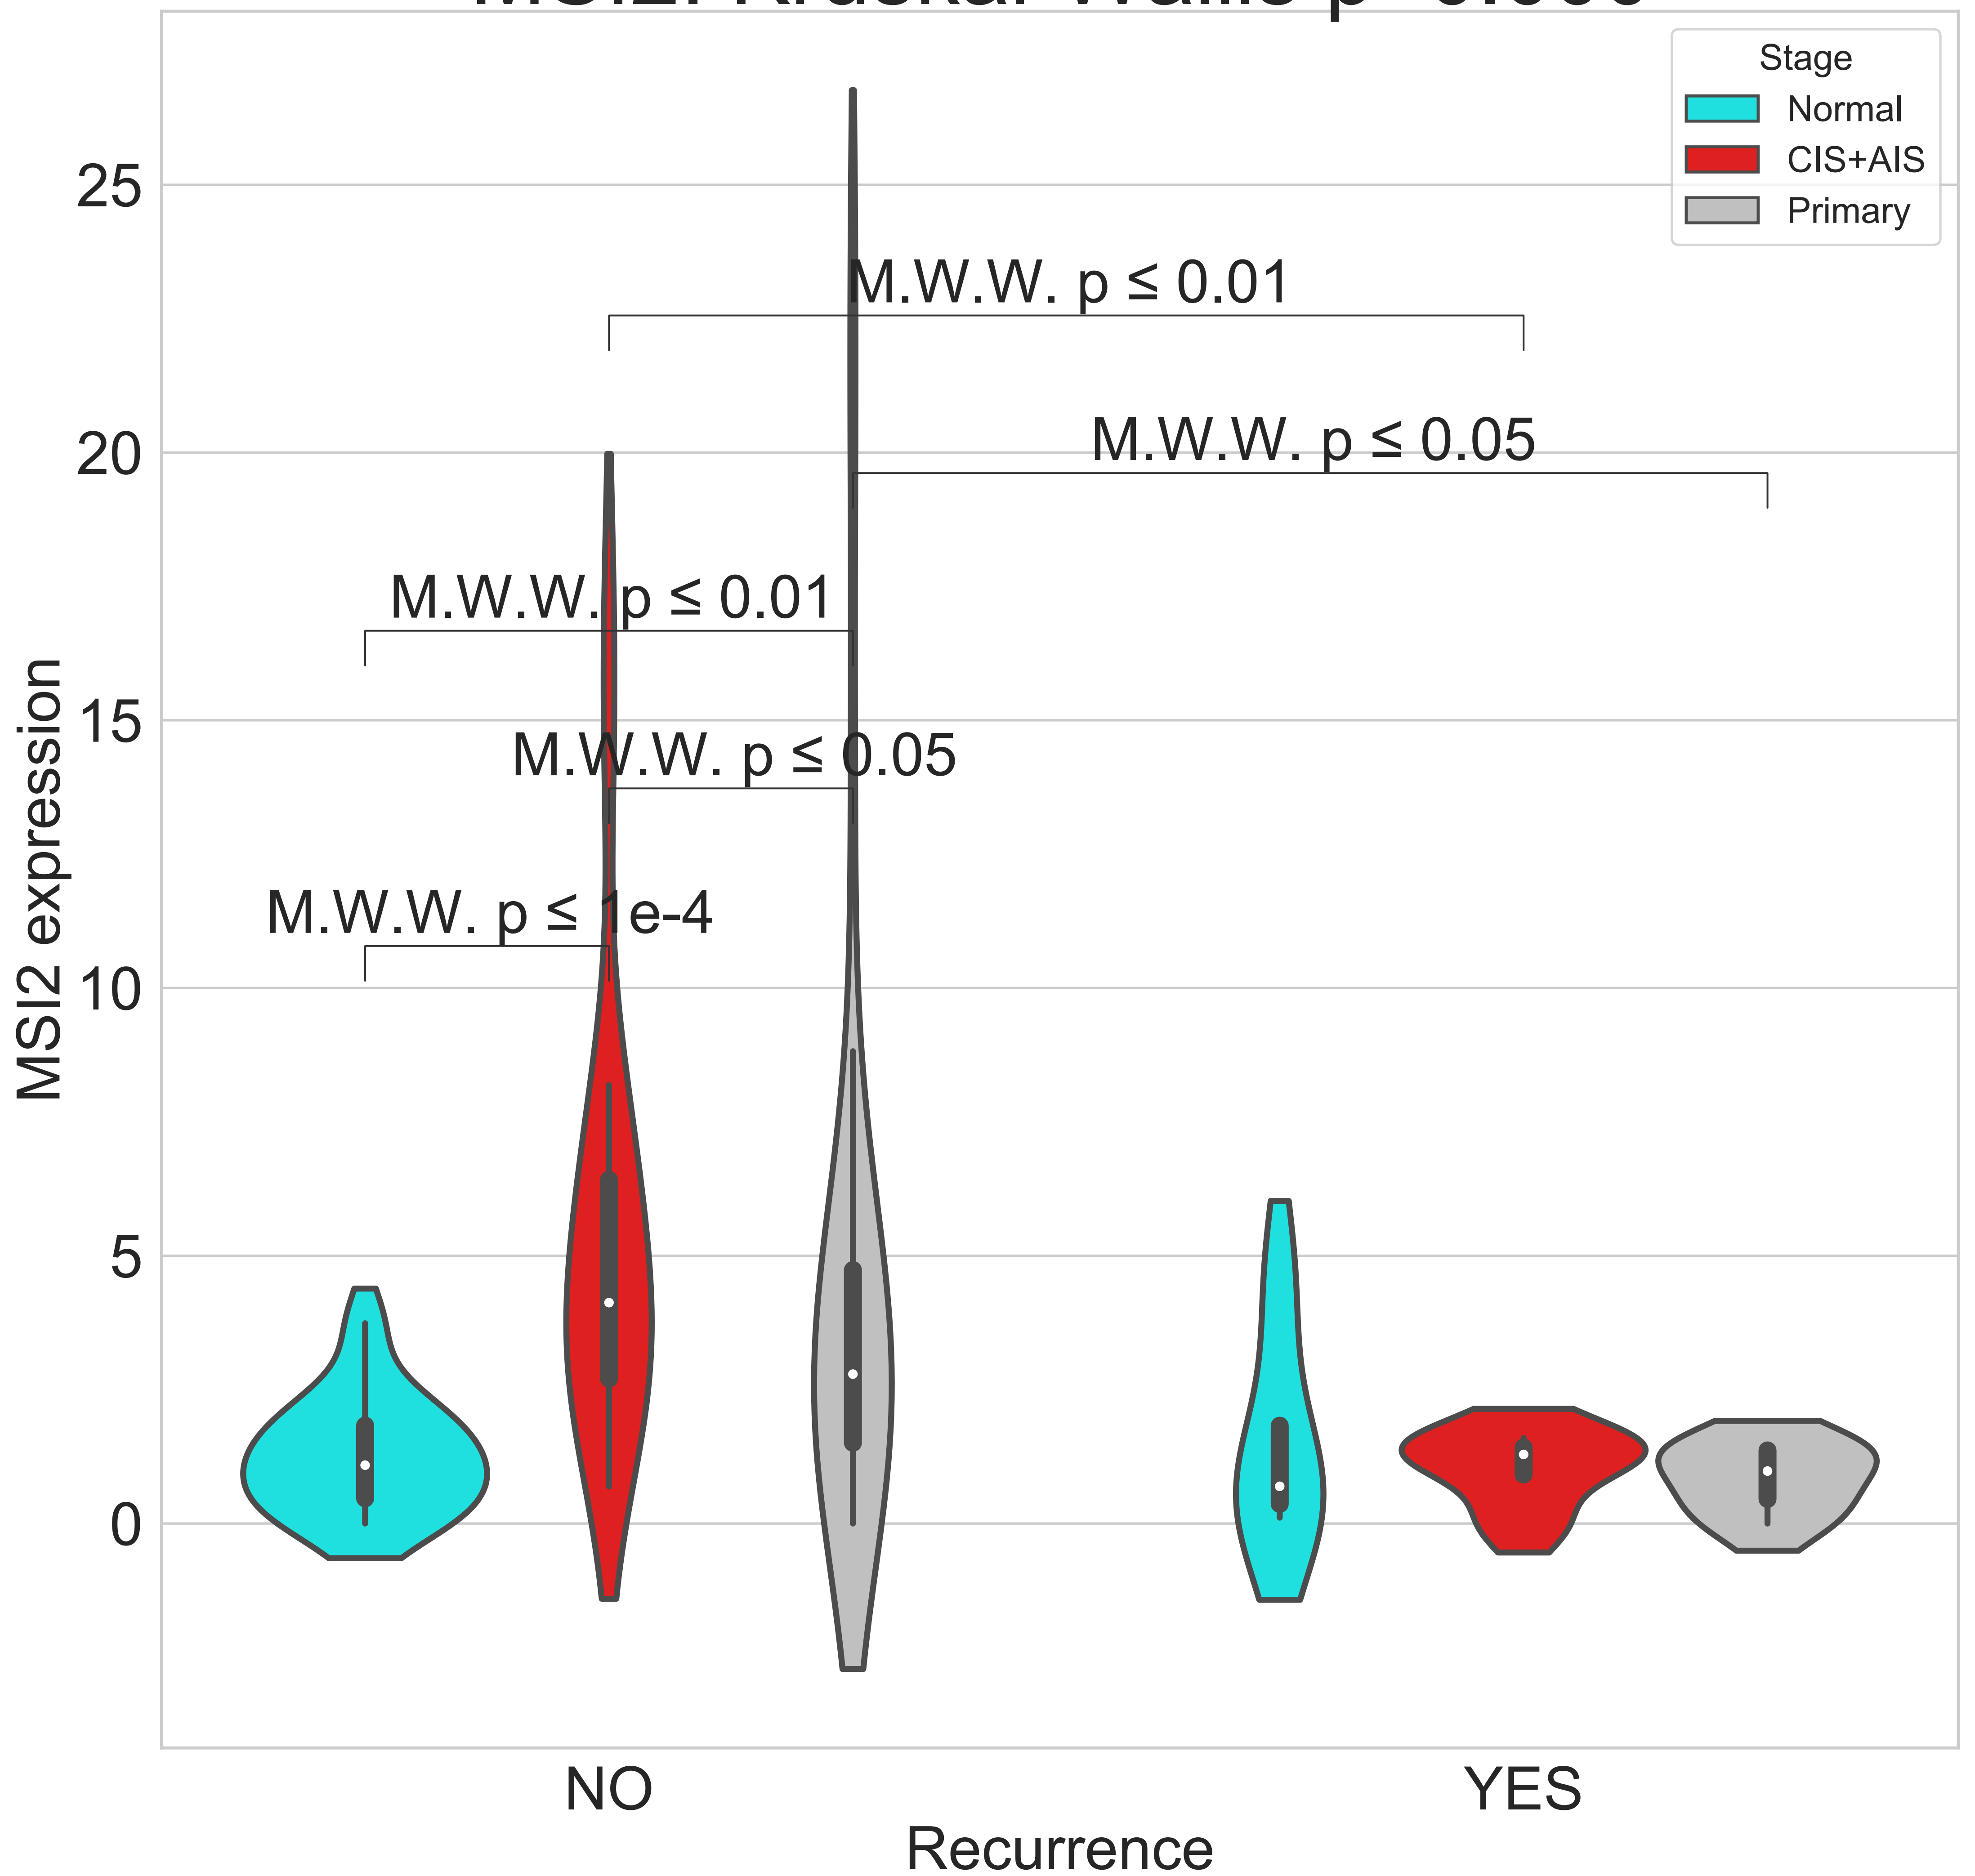 Stage
Normal
CIS+AIS
Primary
25
20
15
10
5
0
MSI2 expression
M.W.W. p ≤ 0.01
M.W.W. p ≤ 0.05
M.W.W. p ≤ 0.01
M.W.W. p ≤ 0.05
M.W.W. p ≤ 1e-4
NO
YES
Recurrence